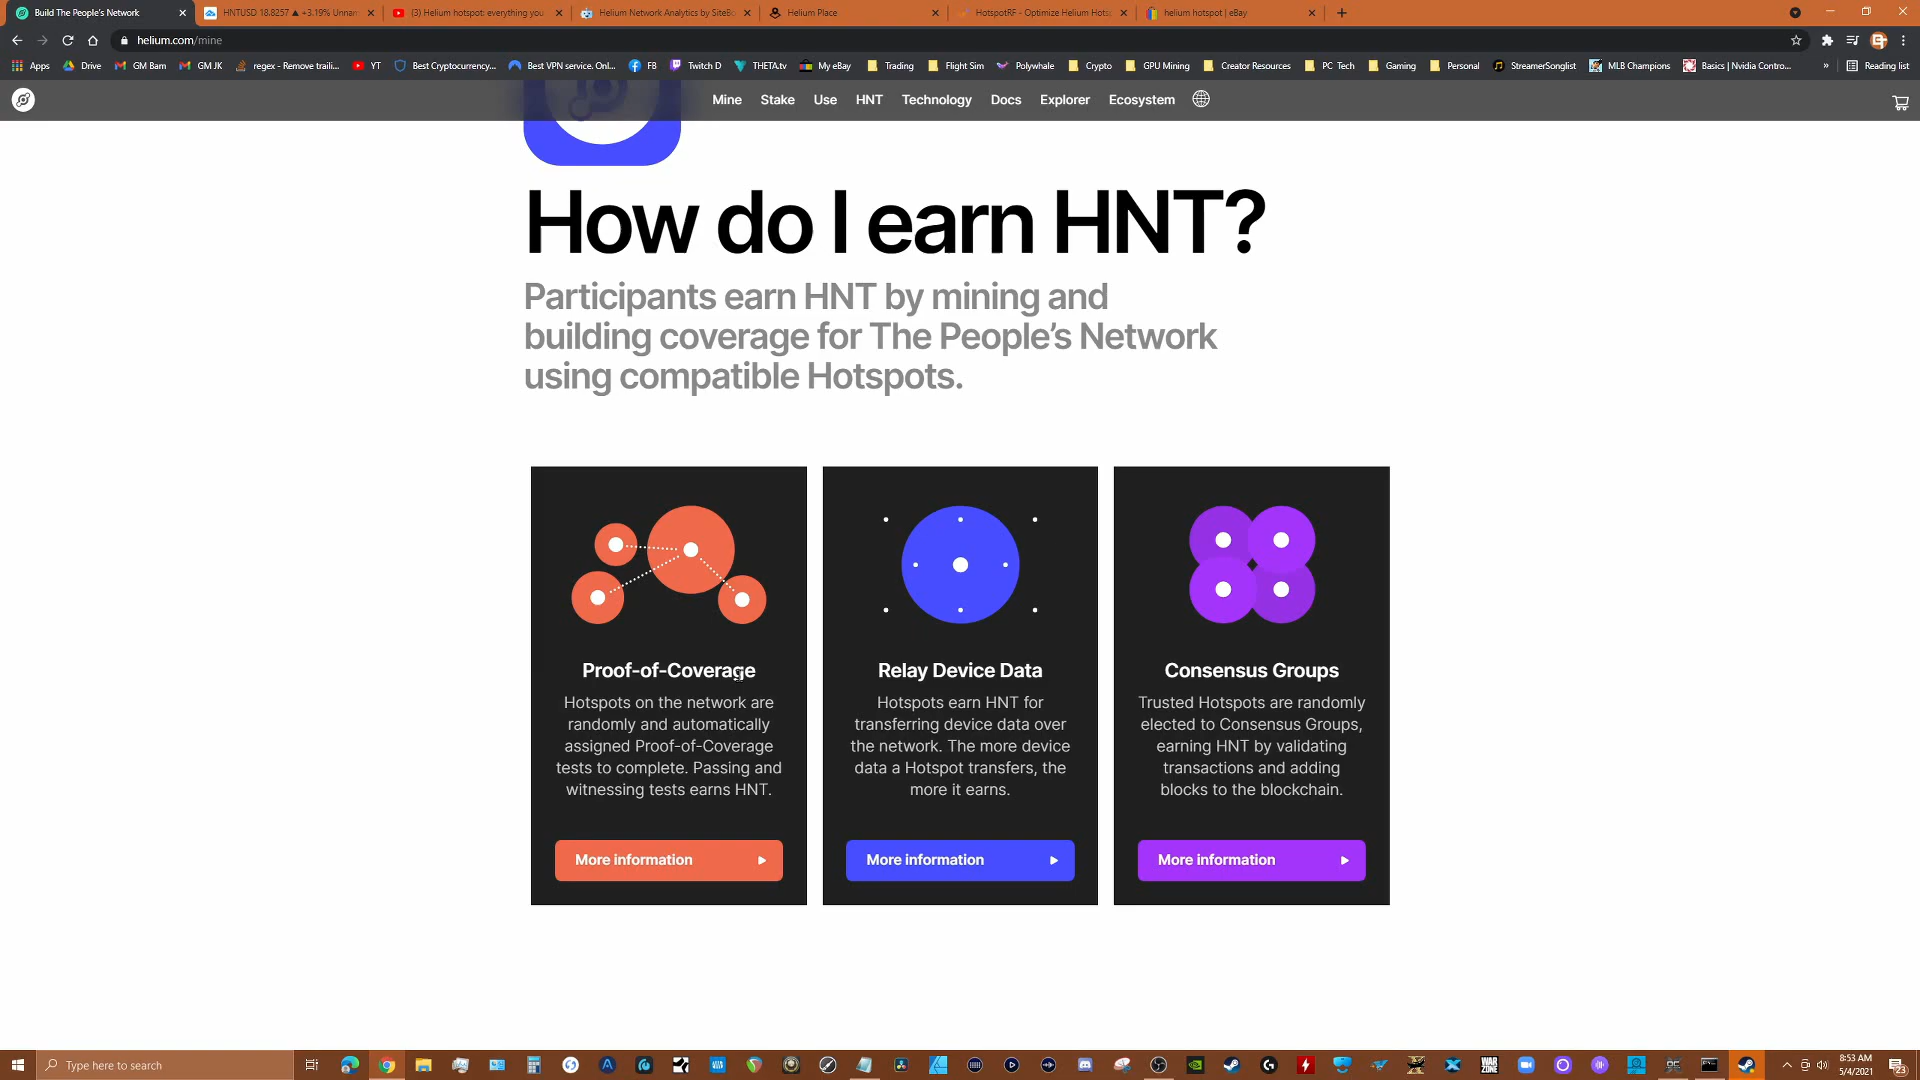 Build The People's Network
HNTUSD 18.8257 ▲ +3.19% Unnan
(3) Helium hotspot: everything you
Helium Network Analytics by SiteBo
Helium Place
HotspotRF - Optimize Helium Hots
helium hotspot | eBay
helium.com/mine
Apps
Drive
GM Bam
GM JK
regex - Remove traili...
YT
Best Cryptocurrency...
Best VPN service. Onl...
FB
Twitch D
THETA.tv
My eBay
Trading
Flight Sim
Polywhale
Crypto
GPU Mining
Creator Resources
PC Tech
Gaming
Personal
StreamerSonglist
MLB Champions
Basics | Nvidia Contro...
»
Reading list
Mine
Stake
Use
HNT
Technology
Docs
Explorer
Ecosystem
How do I earn HNT?
Participants earn HNT by mining and
building coverage for The People's Network
using compatible Hotspots.
Proof-of-Coverage
Hotspots on the network are
randomly and automatically
assigned Proof-of-Coverage
tests to complete. Passing and
witnessing tests earns HNT.
More information
Relay Device Data
Hotspots earn HNT for
transferring device data over
the network. The more device
data a Hotspot transfers, the
more it earns.
More information
Consensus Groups
Trusted Hotspots are randomly
elected to Consensus Groups,
earning HNT by validating
transactions and adding
blocks to the blockchain.
More information
Type here to search
WAR
ZONE
8:53 AM
5/4/2021
23